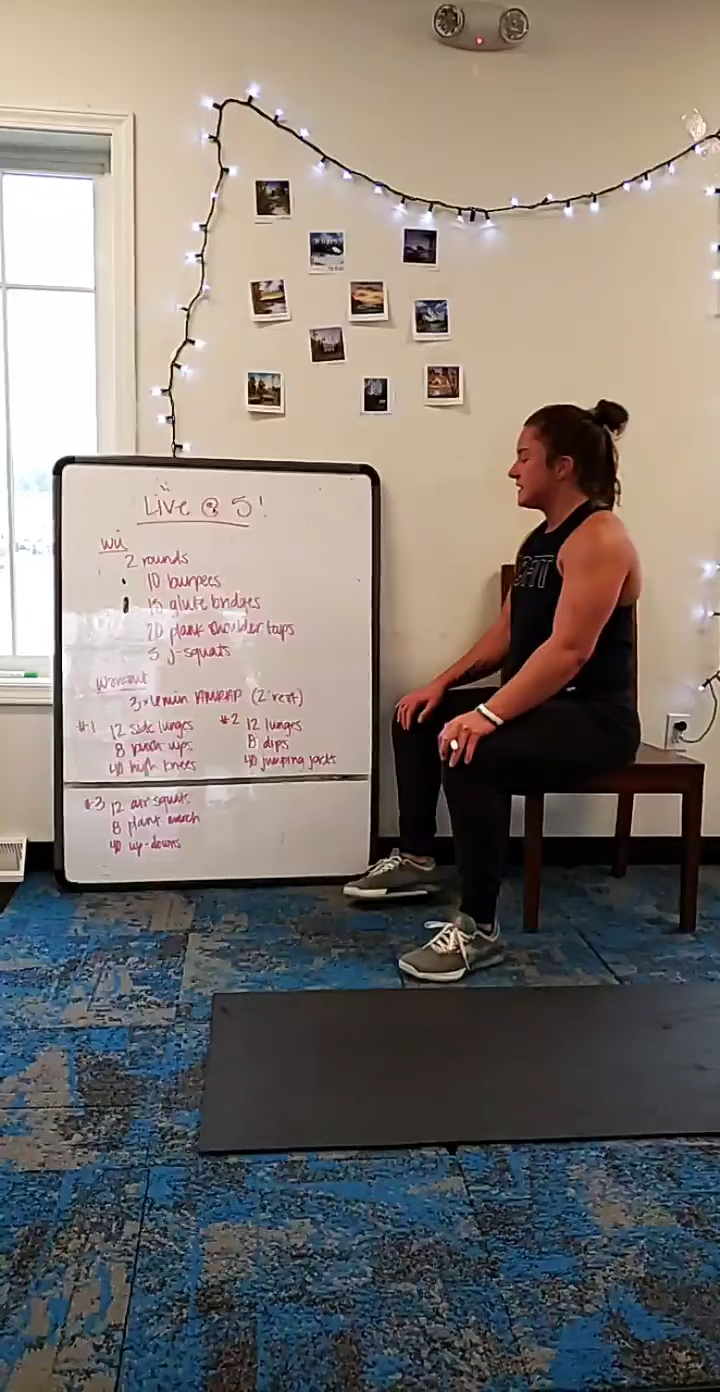 Live @ 5!
WU
2 rounds
10 burpees
15 glute bridges
20 plank shoulder taps
5 j-squats
Workout
AMRAP (2' rest)
#1 12 side lunges
8 push ups
40 high knees
#2 12 lunges
8 dips
40 jumping jacks
#3 12 air squats
8 plank march
40 up-downs